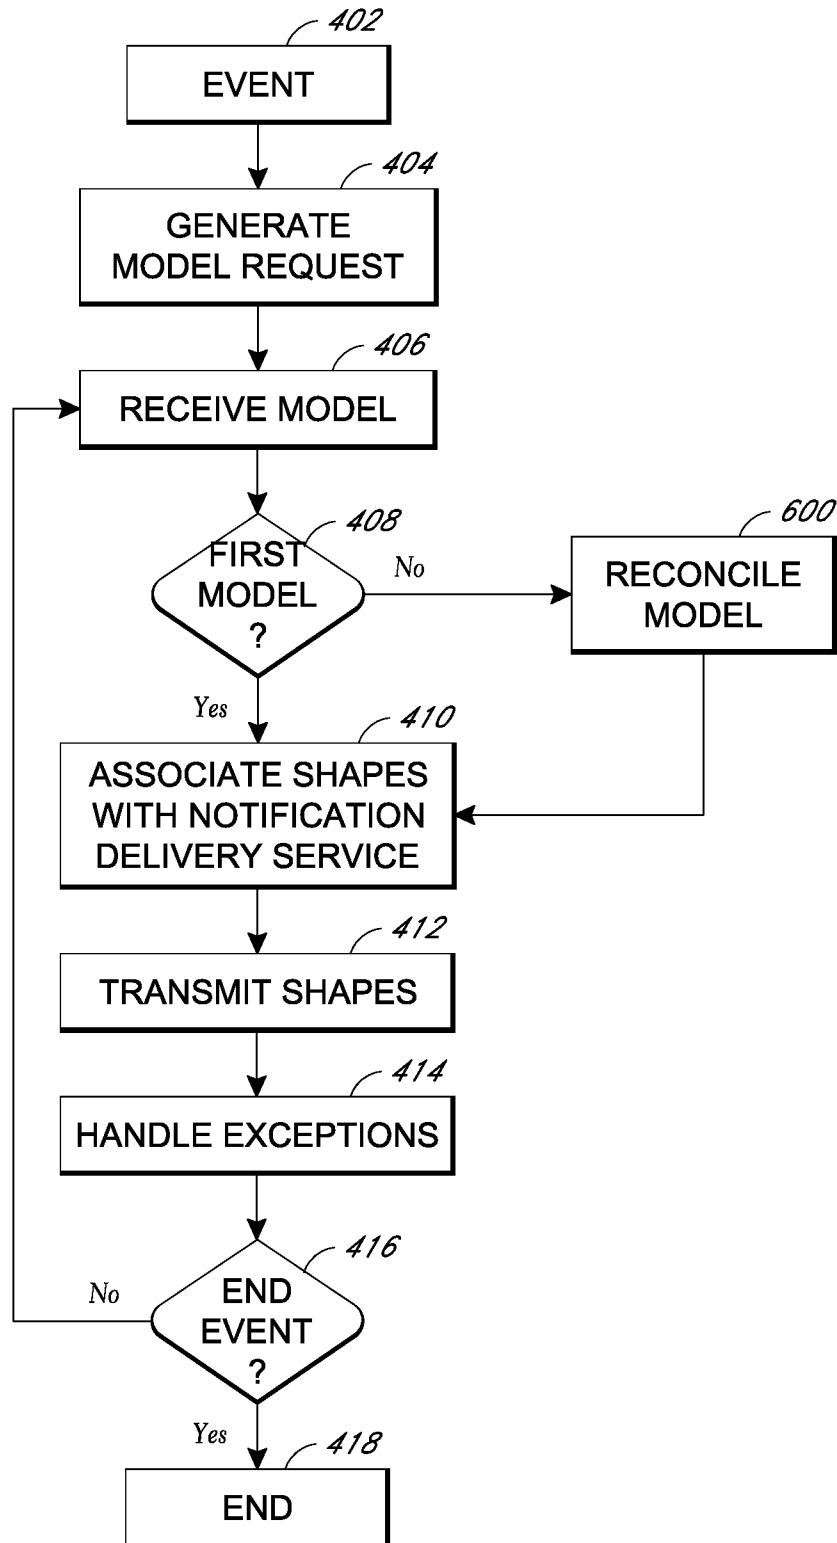 402
EVENT
404
GENERATE
MODEL REQUEST
406
RECEIVE MODEL
408
FIRST
MODEL
?
No
600
RECONCILE
MODEL
Yes
410
ASSOCIATE SHAPES
WITH NOTIFICATION
DELIVERY SERVICE
412
TRANSMIT SHAPES
414
HANDLE EXCEPTIONS
416
END
EVENT
?
No
Yes
418
END